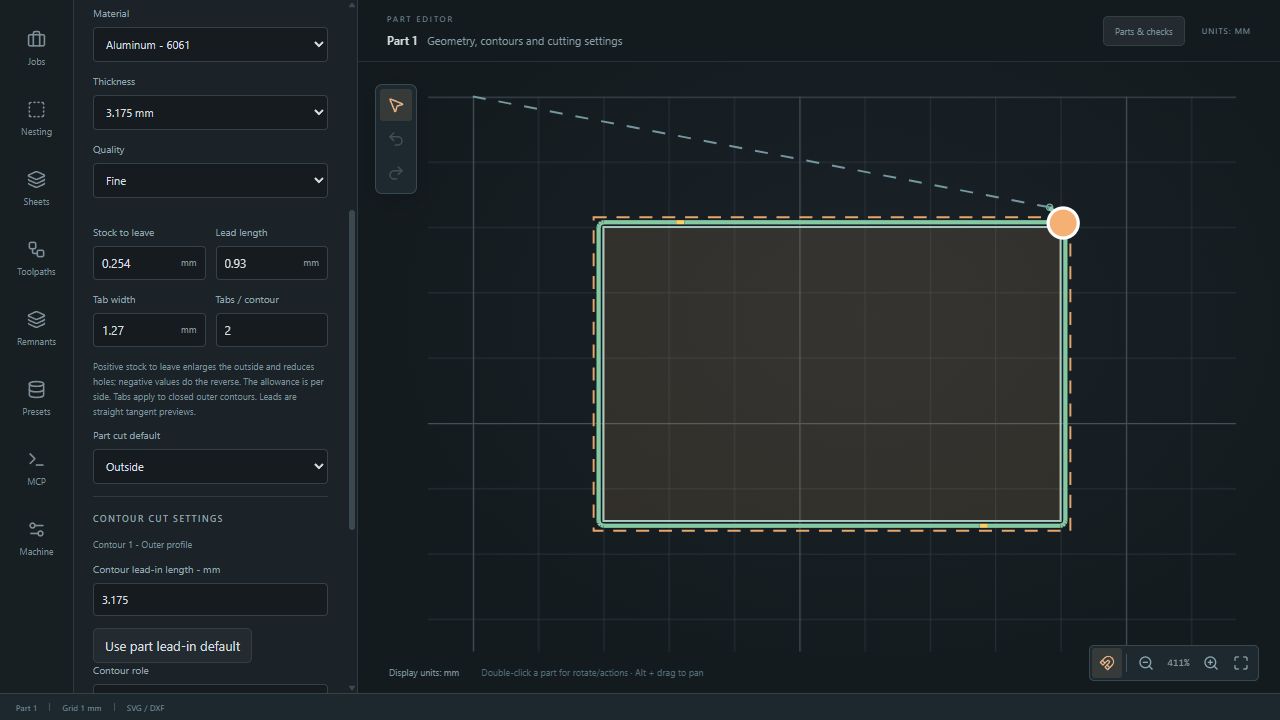 Jobs
Nesting
Sheets
Toolpaths
Remnants
Presets
MCP
Machine
Material
Aluminum - 6061
Thickness
3.175 mm
Quality
Fine
Stock to leave
Lead length
0.254 mm
0.93 mm
Tab width
Tabs / contour
1.27 mm
2
Positive stock to leave enlarges the outside and reduces
holes; negative values do the reverse. The allowance is per
side. Tabs apply to closed outer contours. Leads are
straight tangent previews.
Part cut default
Outside
CONTOUR CUT SETTINGS
Contour 1 - Outer profile
Contour lead-in length - mm
3.175
Use part lead-in default
Contour role
PART EDITOR
Part 1 Geometry, contours and cutting settings
Parts & checks
UNITS: MM
Display units: mm
Double-click a part for rotate/actions · Alt + drag to pan
411%
Part 1
Grid 1 mm
SVG / DXF